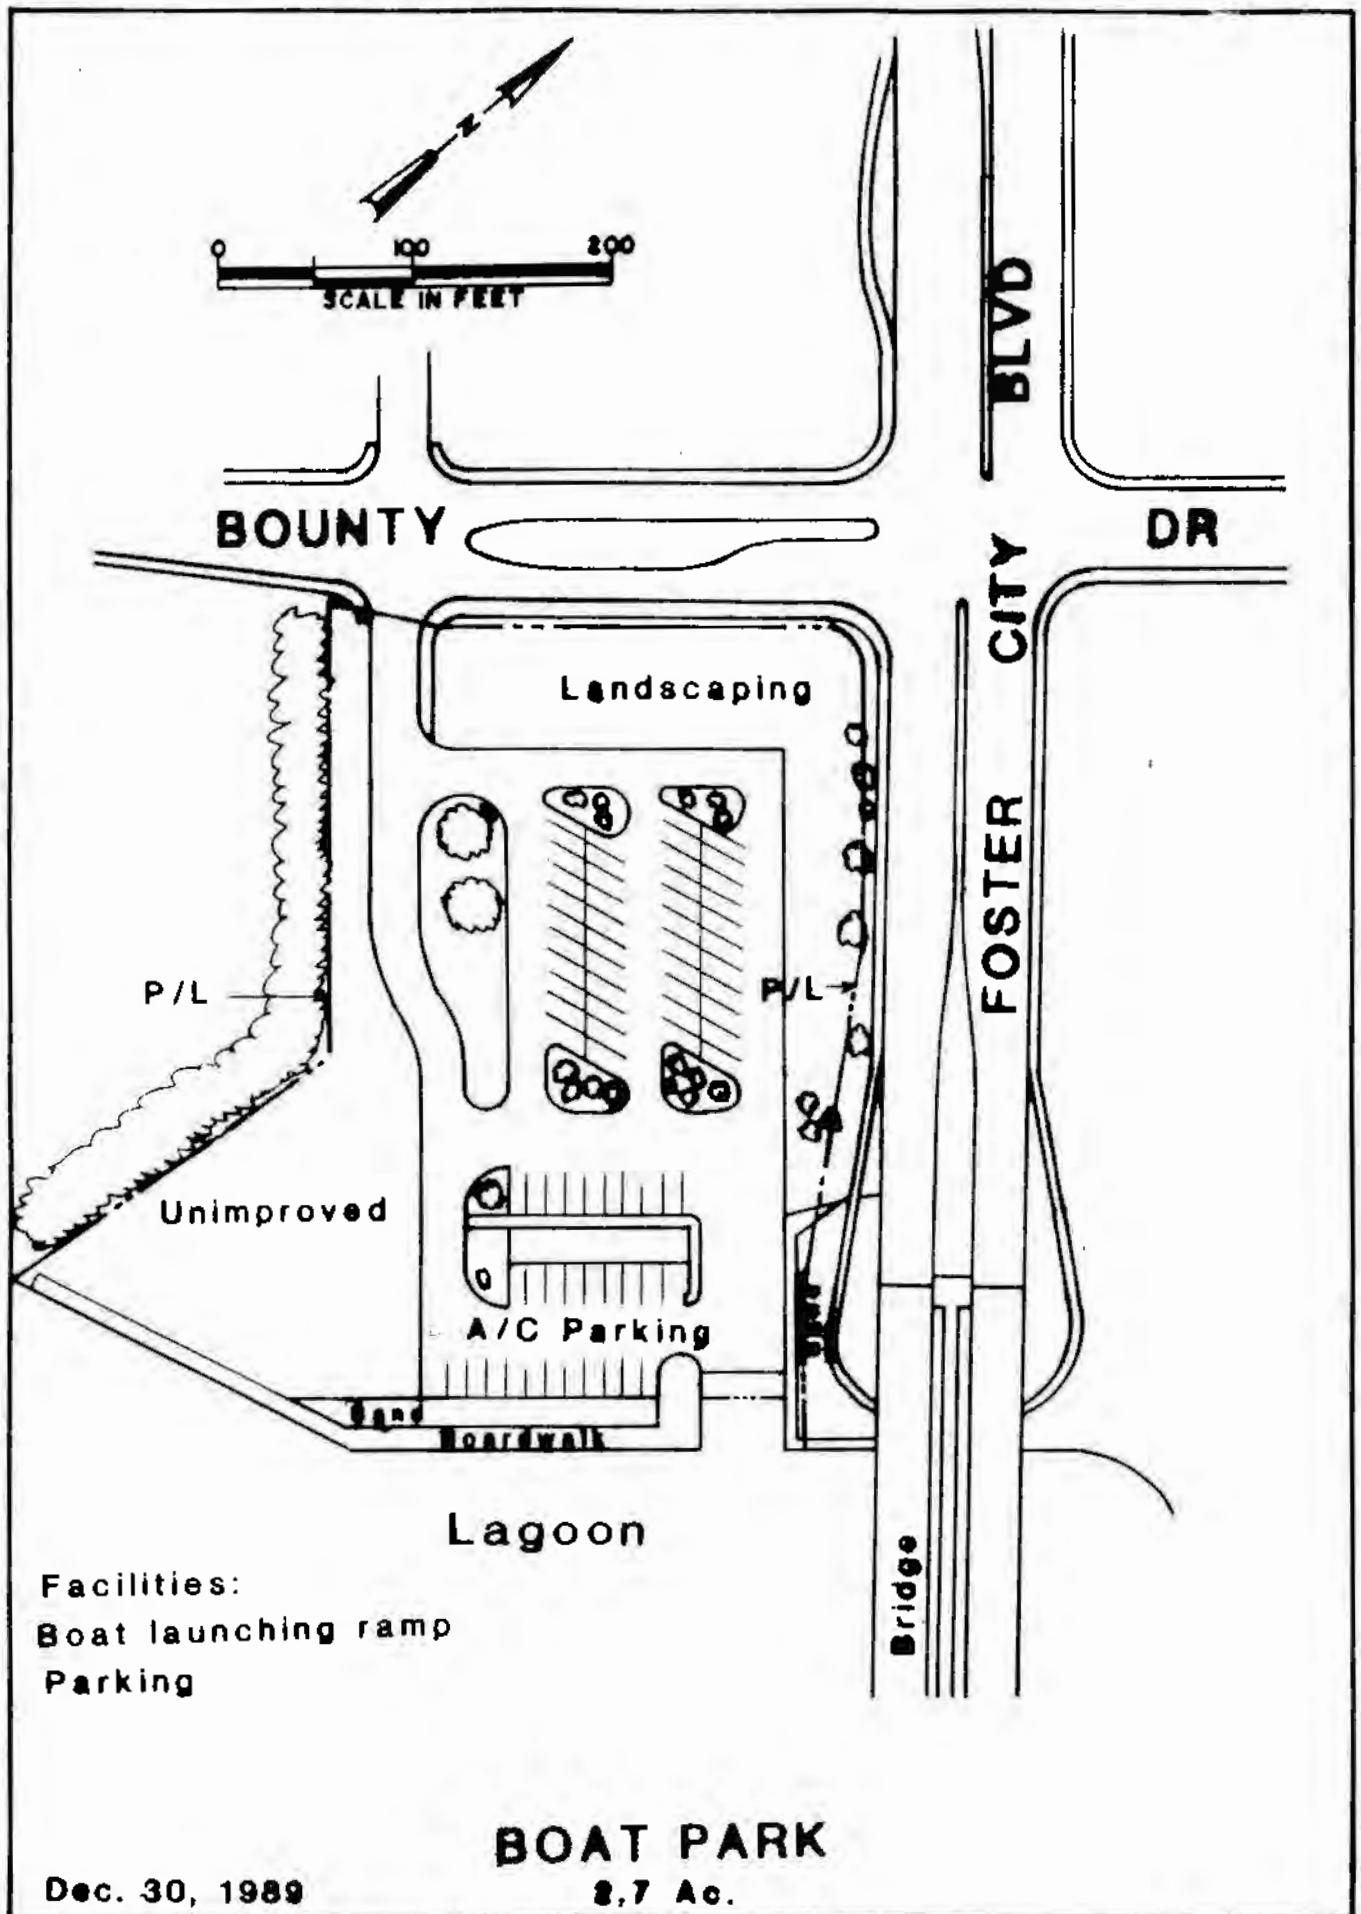 N
0 100 200
SCALE IN FEET
BLVD
BOUNTY
DR
CITY
Landscaping
FOSTER
P/L
P/L
Unimproved
A/C Parking
Sand
Sand
Boardwalk
Lagoon
Bridge
Facilities:
Boat launching ramp
Parking
BOAT PARK
2.7 Ac.
Dec. 30, 1989